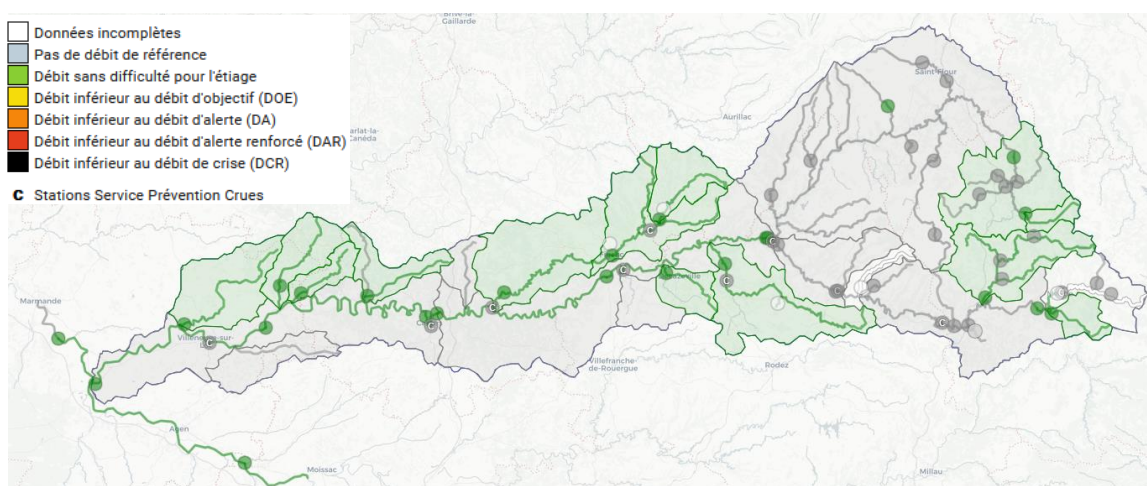 Données incomplètes
Pas de débit de référence
Débit sans difficulté pour l'étiage
Débit inférieur au débit d'objectif (DOE)
Débit inférieur au débit d'alerte (DA)
Débit inférieur au débit d'alerte renforcé (DAR)
Débit inférieur au débit de crise (DCR)
C Stations Service Prévention Crues
Gaillarde
Saint-Flour
Aurillac
Marmande
Villefranche-
de-Rouergue
Rodez
Agen
Moissac
Millau
C
C
C
C
C
C
C
C